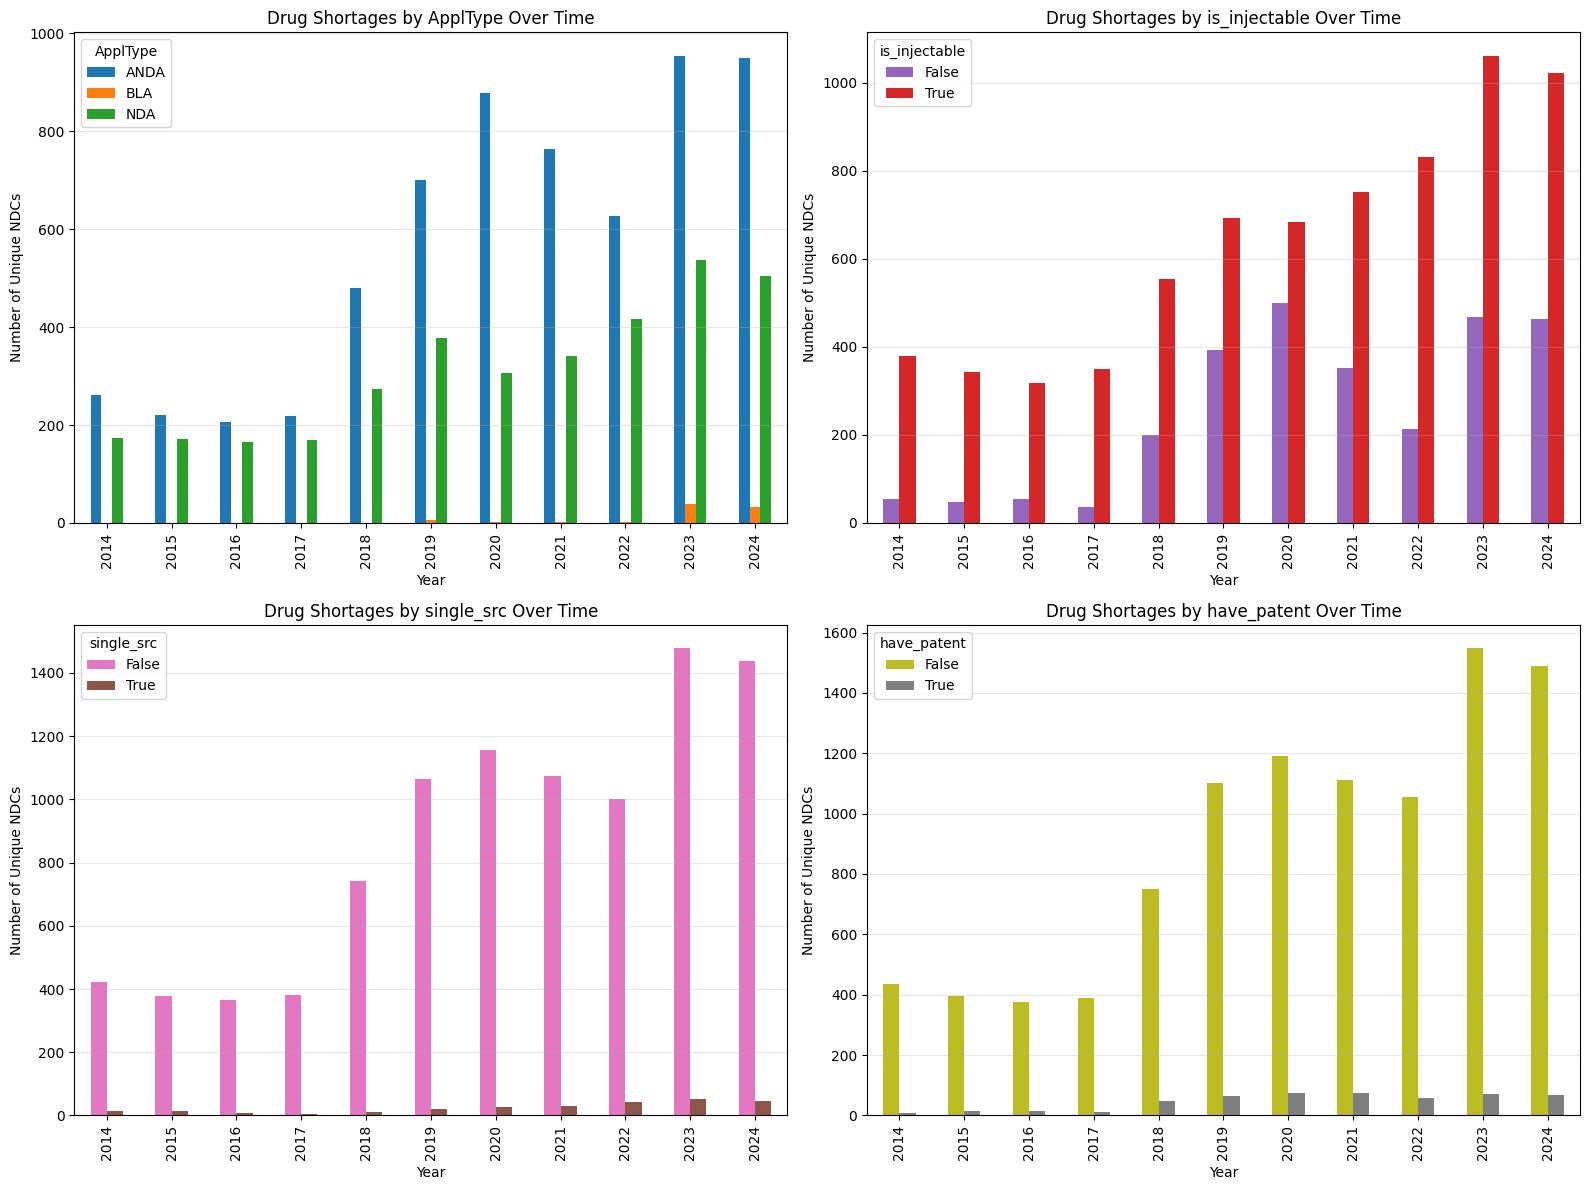 Drug Shortages by ApplType Over Time
ApplType
ANDA
BLA
NDA
Number of Unique NDCs
1000
800
600
400
200
0
2014 2015 2016 2017 2018 2019 2020 2021 2022 2023 2024
Year
Drug Shortages by is_injectable Over Time
is_injectable
False
True
Number of Unique NDCs
1000
800
600
400
200
0
2014 2015 2016 2017 2018 2019 2020 2021 2022 2023 2024
Year
Drug Shortages by single_src Over Time
single_src
False
True
Number of Unique NDCs
1400
1200
1000
800
600
400
200
0
2014 2015 2016 2017 2018 2019 2020 2021 2022 2023 2024
Year
Drug Shortages by have_patent Over Time
have_patent
False
True
Number of Unique NDCs
1600
1400
1200
1000
800
600
400
200
0
2014 2015 2016 2017 2018 2019 2020 2021 2022 2023 2024
Year